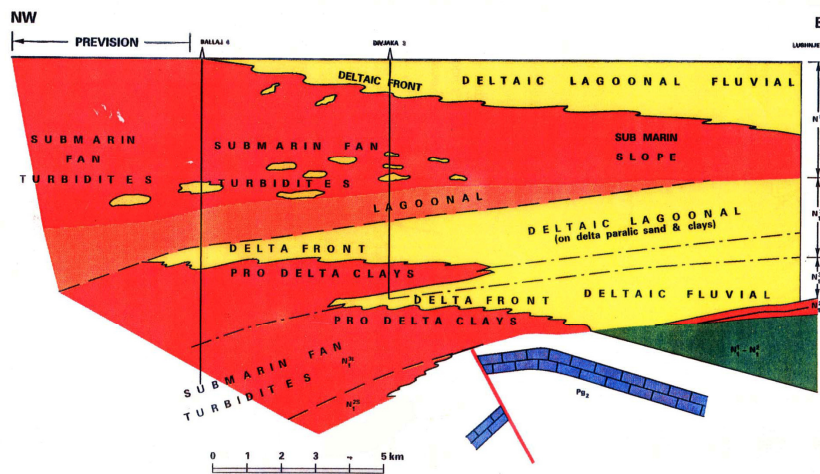 NW
E
PREVISION
BALLAJ 4
DIVJAKA 3
LUSHNJE
DELTAIC FRONT
DELTAIC LAGOONAL FLUVIAL
SUBMARIN
FAN
TURBIDITES
SUBMARIN FAN
TURBIDITES
SUB MARIN
SLOPE
LAGOONAL
DELTAIC LAGOONAL
(on delta paralic sand & clays)
DELTA FRONT
PRO DELTA CLAYS
DELTA FRONT
DELTAIC FLUVIAL
PRO DELTA CLAYS
SUBMARIN FAN
TURBIDITES
0 1 2 3 4 5 km